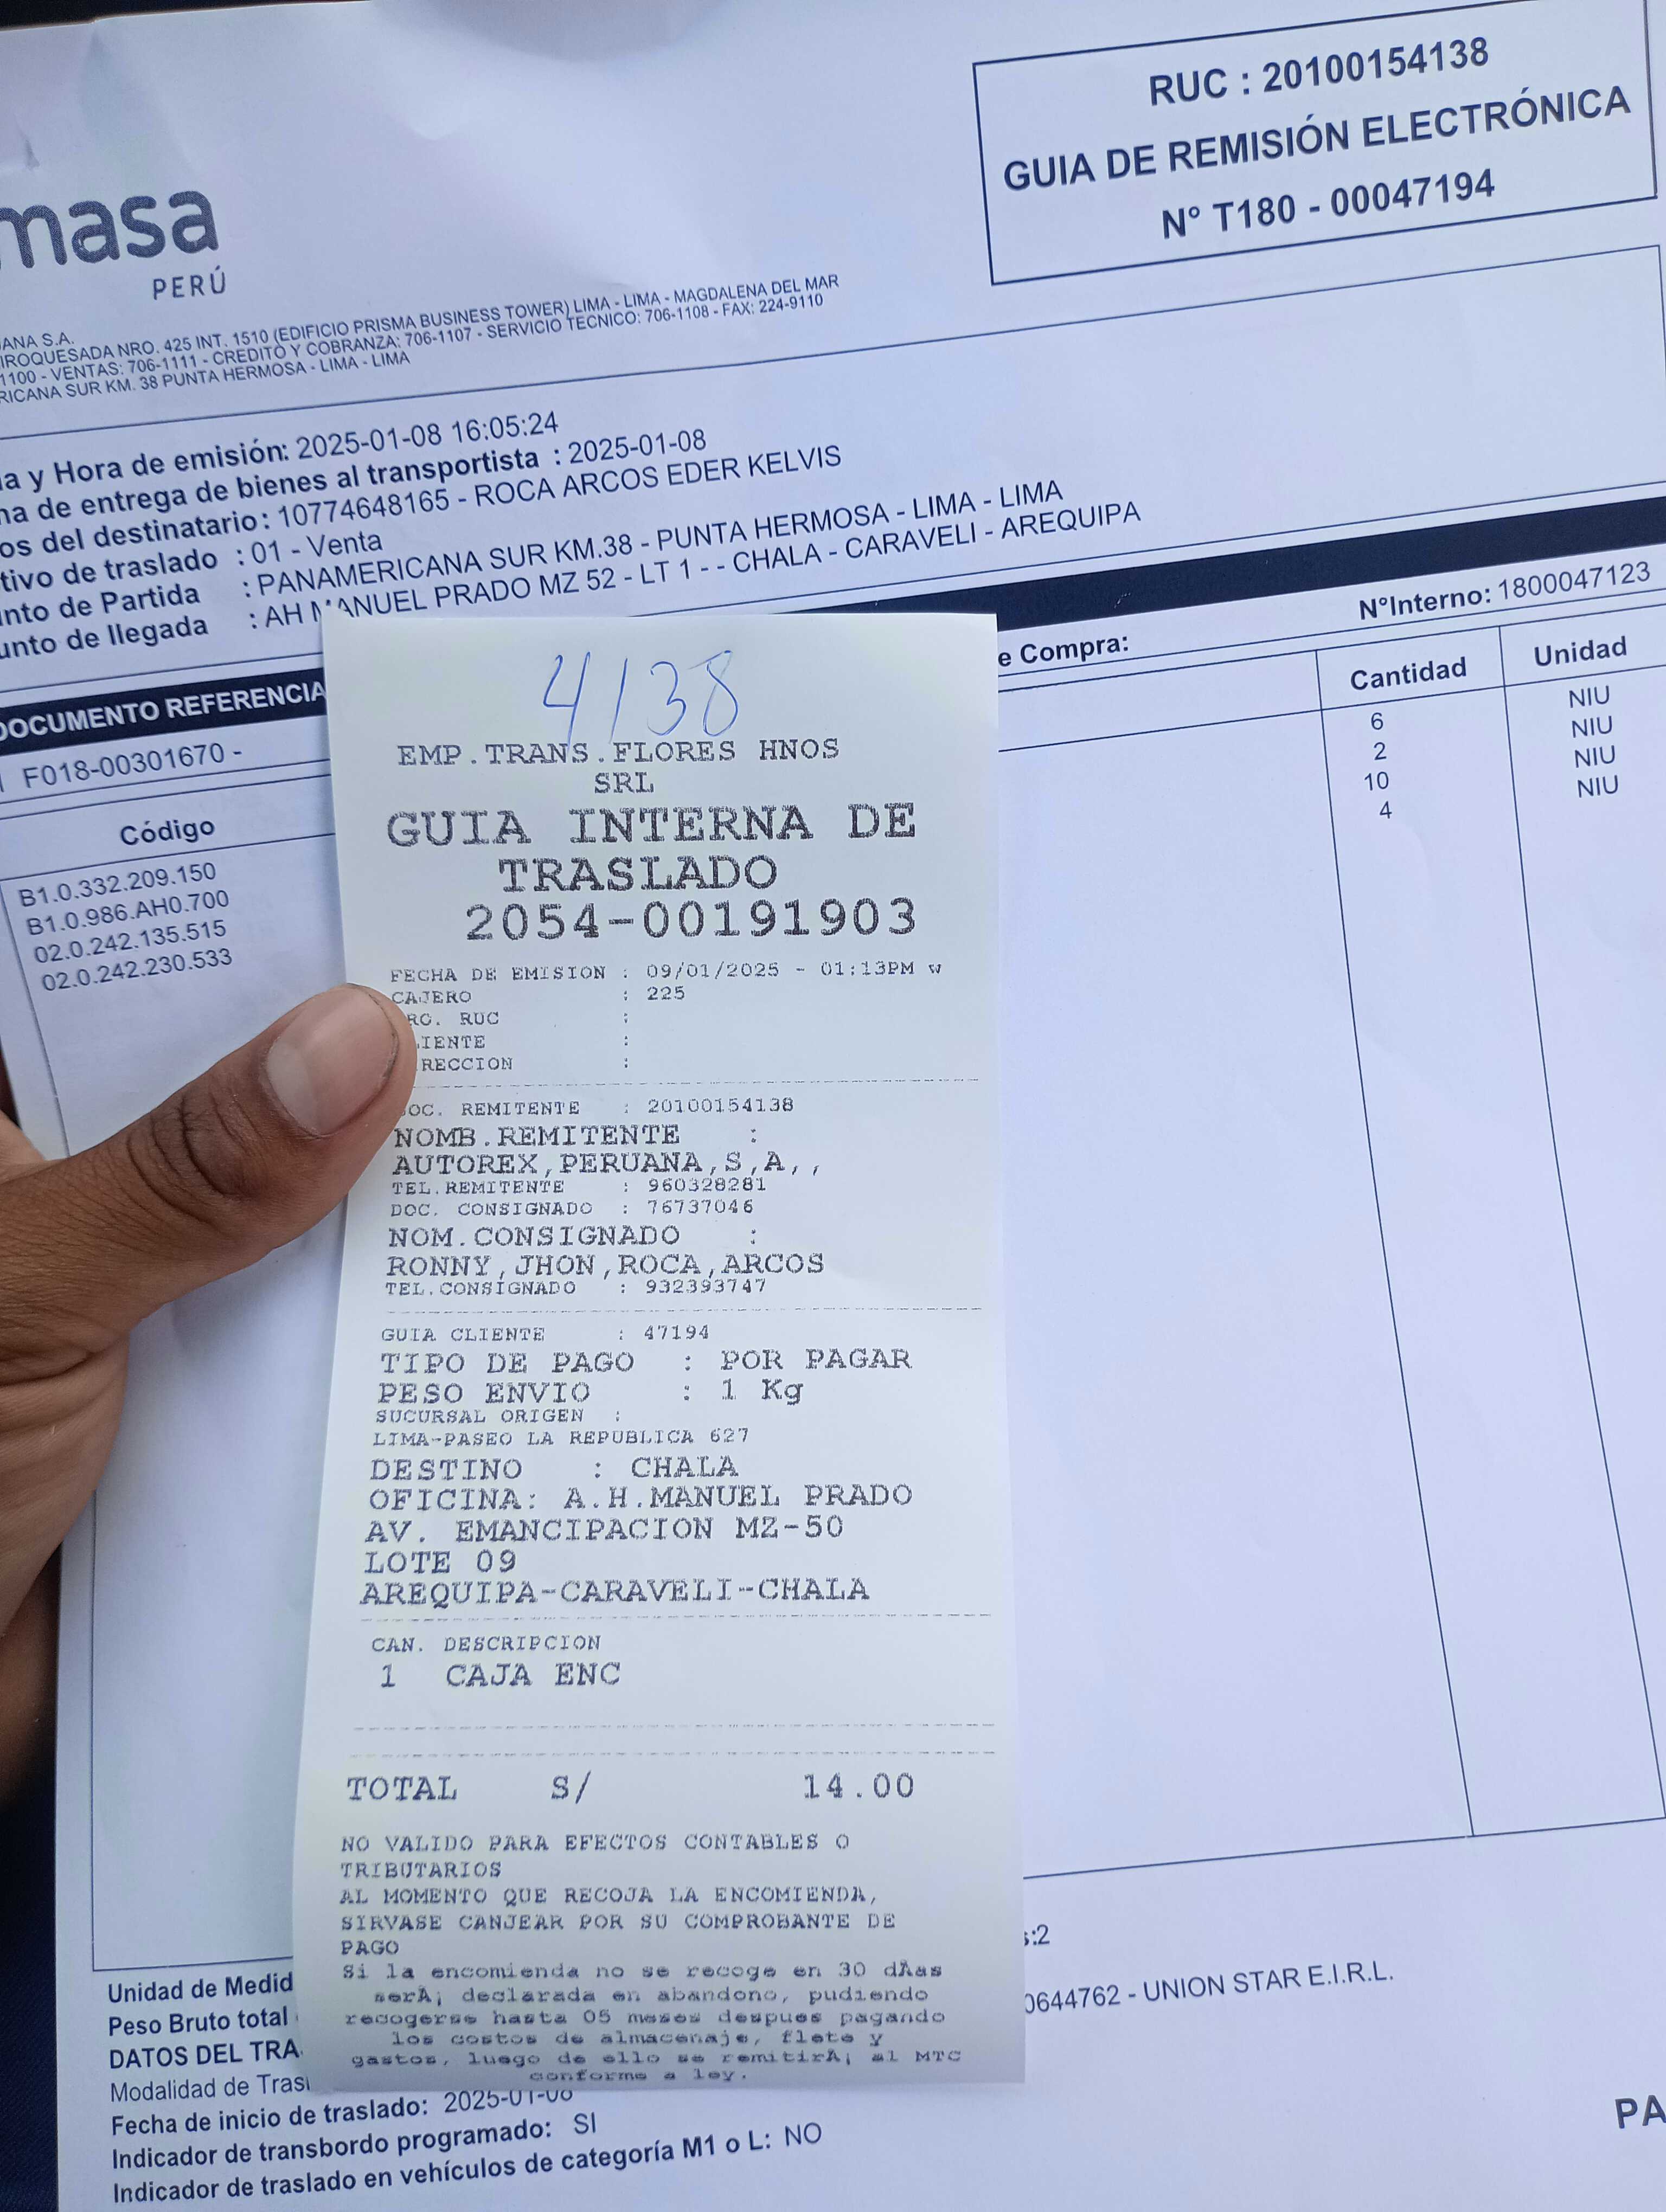 RUC : 20100154138
GUIA DE REMISIÓN ELECTRÓNICA
N° T180 - 00047194
masa
PERÚ
ANA S.A.
IROQUESADA NRO. 425 INT. 1510 (EDIFICIO PRISMA BUSINESS TOWER) LIMA - LIMA - MAGDALENA DEL MAR
1100 - VENTAS: 706-1111 - CREDITO Y COBRANZA: 706-1107 - SERVICIO TECNICO: 706-1108 - FAX: 224-9110
RICANA SUR KM. 38 PUNTA HERMOSA - LIMA - LIMA
a y Hora de emisión: 2025-01-08 16:05:24
na de entrega de bienes al transportista : 2025-01-08
os del destinatario: 10774648165 - ROCA ARCOS EDER KELVIS
tivo de traslado : 01 - Venta
nto de Partida : PANAMERICANA SUR KM.38 - PUNTA HERMOSA - LIMA - LIMA
unto de llegada : AH MANUEL PRADO MZ 52 - LT 1 - - CHALA - CARAVELI - AREQUIPA
DOCUMENTO REFERENCIA
e Compra:
N°Interno: 1800047123
F018-00301670 -
Código
Cantidad
Unidad
B1.0.332.209.150
6
NIU
B1.0.986.AH0.700
2
NIU
02.0.242.135.515
10
NIU
02.0.242.230.533
4
NIU
4/38
EMP.TRANS.FLORES HNOS
SRL
GUIA INTERNA DE
TRASLADO
2054-00191903
FECHA DE EMISION : 09/01/2025 - 01:13PM w
CAJERO : 225
RO. RUC :
LIENTE :
RECCION :
OC. REMITENTE : 20100154138
NOMB.REMITENTE :
AUTOREX,PERUANA,S,A,,
TEL.REMITENTE : 960328281
DOC. CONSIGNADO : 76737046
NOM.CONSIGNADO :
RONNY,JHON,ROCA,ARCOS
TEL.CONSIGNADO : 932393747
GUIA CLIENTE : 47194
TIPO DE PAGO : POR PAGAR
PESO ENVIO : 1 Kg
SUCURSAL ORIGEN :
LIMA-PASEO LA REPUBLICA 627
DESTINO : CHALA
OFICINA: A.H.MANUEL PRADO
AV. EMANCIPACION MZ-50
LOTE 09
AREQUIPA-CARAVELI-CHALA
CAN. DESCRIPCION
1 CAJA ENC
TOTAL S/ 14.00
NO VALIDO PARA EFECTOS CONTABLES O
TRIBUTARIOS
AL MOMENTO QUE RECOJA LA ENCOMIENDA,
SIRVASE CANJEAR POR SU COMPROBANTE DE
PAGO
Si la encomienda no se recoge en 30 dÃas
serÃ¡ declarada en abandono, pudiendo
recogerse hasta 05 meses despues pagando
los costos de almacenaje, flete y
gastos, luego de ello se remitirÃ¡ al MTC
conforme a ley.
s:2
Unidad de Medid
Peso Bruto total
0644762 - UNION STAR E.I.R.L.
DATOS DEL TRA
Modalidad de Tras
Fecha de inicio de traslado: 2025-01-08
Indicador de transbordo programado: SI
Indicador de traslado en vehículos de categoría M1 o L: NO
PA